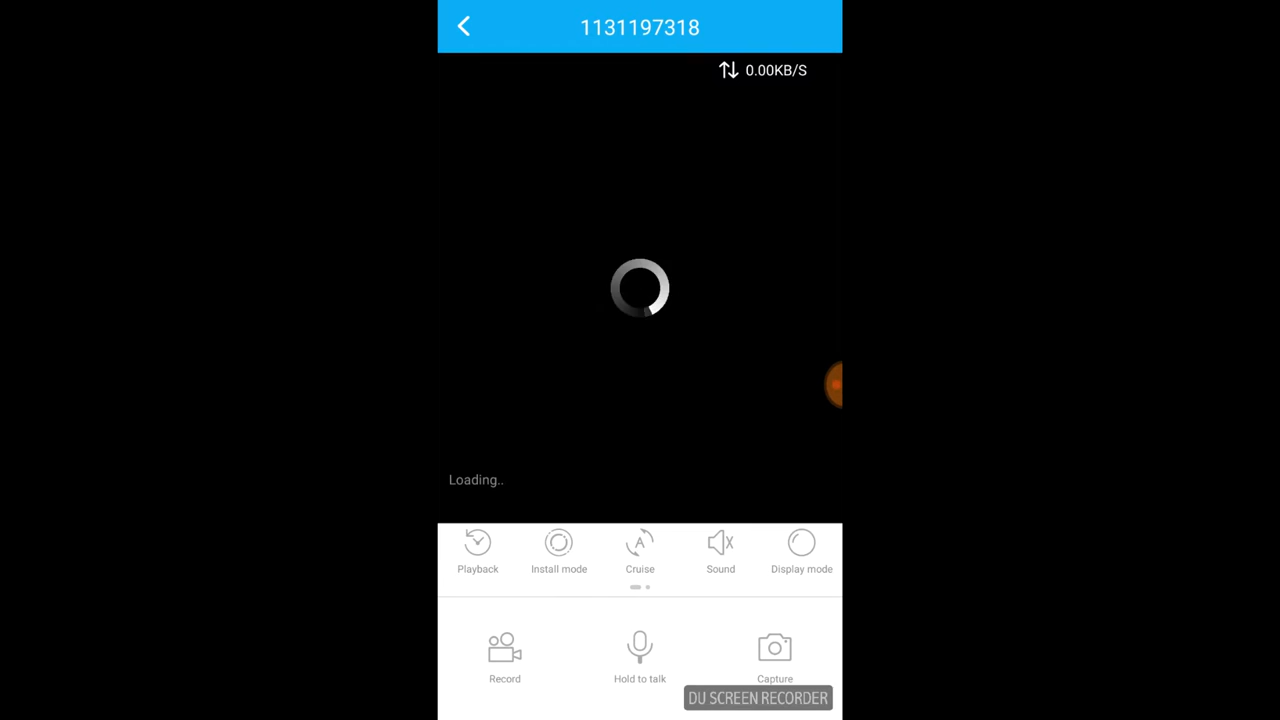 1131197318
0.00KB/S
Loading..
Playback Install mode Cruise Sound Display mode
Record Hold to talk Capture
DU SCREEN RECORDER